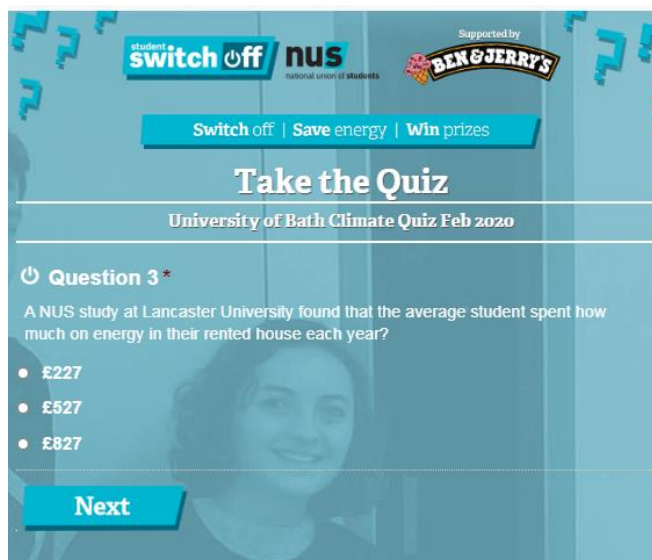 student
switch off
nus
national union of students
Supported by
BEN & JERRY'S
Switch off | Save energy | Win prizes
Take the Quiz
University of Bath Climate Quiz Feb 2020
Question 3 *
A NUS study at Lancaster University found that the average student spent how
much on energy in their rented house each year?
£227
£527
£827
Next